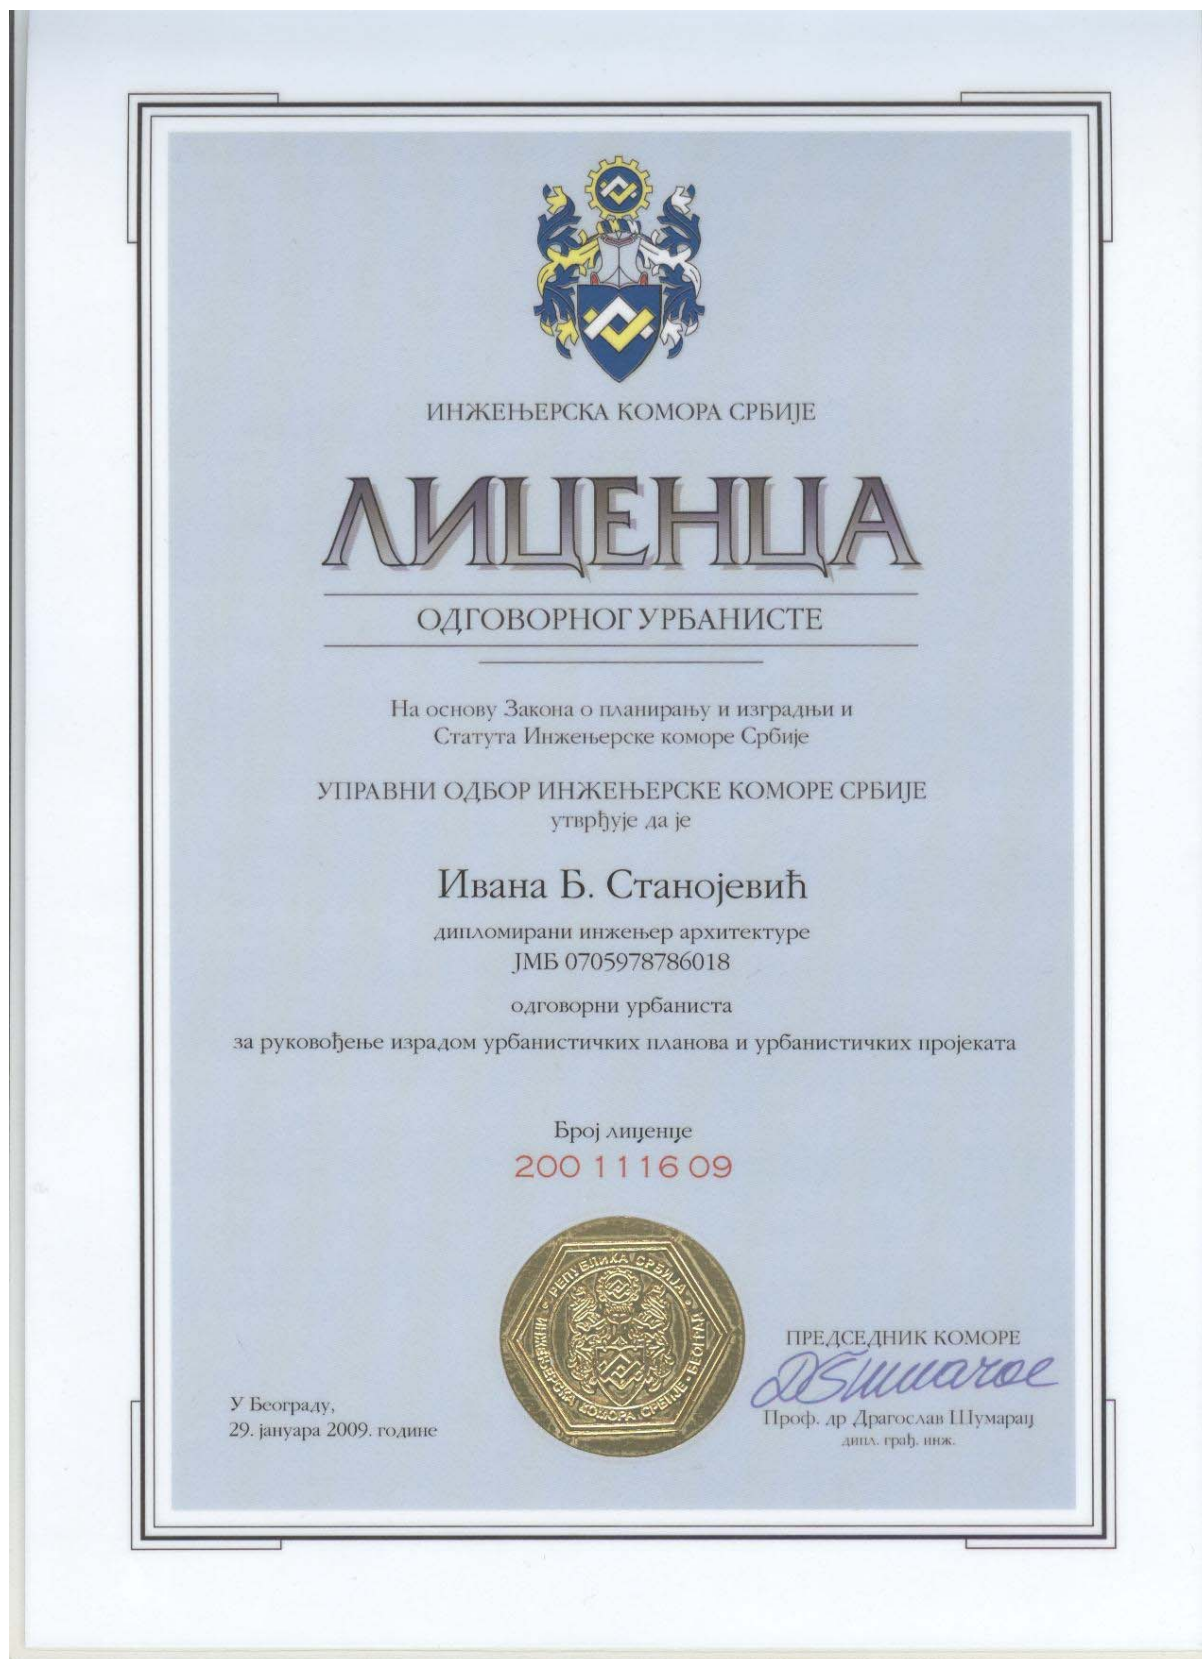 ИНЖЕЊЕРСКА КОМОРА СРБИЈЕ
ЛИЦЕНЦА
ОДГОВОРНОГ УРБАНИСТЕ
На основу Закона о планирању и изградњи и
Статута Инжењерске коморе Србије
УПРАВНИ ОДБОР ИНЖЕЊЕРСКЕ КОМОРЕ СРБИЈЕ
утврђује да је
Ивана Б. Станојевић
дипломирани инжењер архитектуре
ЈМБ 0705978786018
одговорни урбаниста
за руковођење израдом урбанистичких планова и урбанистичких пројеката
Број лиценце
200 1116 09
РЕПУБЛИКА СРБИЈА
ИНЖЕЊЕРСКА КОМОРА СРБИЈЕ • БЕОГРАД
ПРЕДСЕДНИК КОМОРЕ
Проф. др Драгослав Шумарац
дипл. грађ. инж.
У Београду,
29. јануара 2009. године